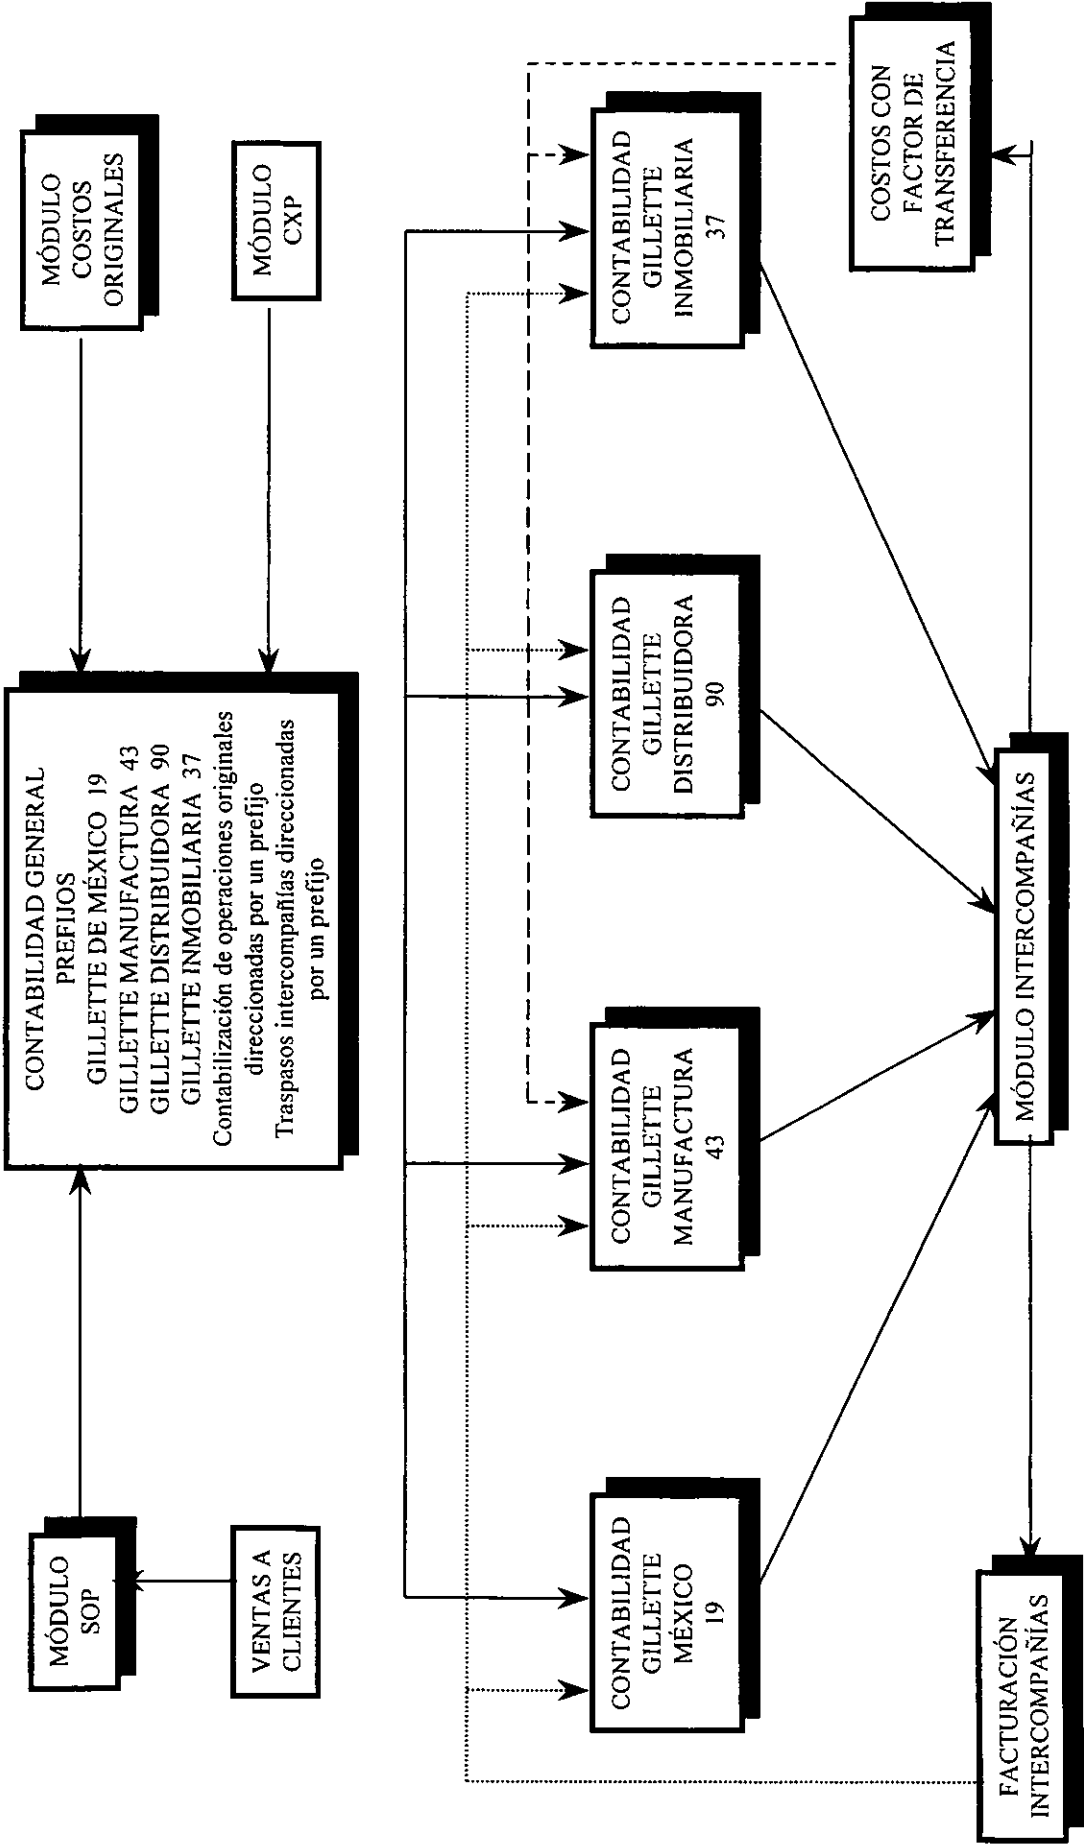 MÓDULO
SOP
VENTAS A
CLIENTES
CONTABILIDAD GENERAL
PREFIJOS
GILLETTE DE MÉXICO 19
GILLETTE MANUFACTURA 43
GILLETTE DISTRIBUIDORA 90
GILLETTE INMOBILIARIA 37
Contabilización de operaciones originales
direccionadas por un prefijo
Traspasos intercompañías direccionadas
por un prefijo
MÓDULO
COSTOS
ORIGINALES
MÓDULO
CXP
CONTABILIDAD
GILLETTE
MÉXICO
19
CONTABILIDAD
GILLETTE
MANUFACTURA
43
CONTABILIDAD
GILLETTE
DISTRIBUIDORA
90
CONTABILIDAD
GILLETTE
INMOBILIARIA
37
FACTURACIÓN
INTERCOMPAÑÍAS
MÓDULO INTERCOMPAÑÍAS
COSTOS CON
FACTOR DE
TRANSFERENCIA